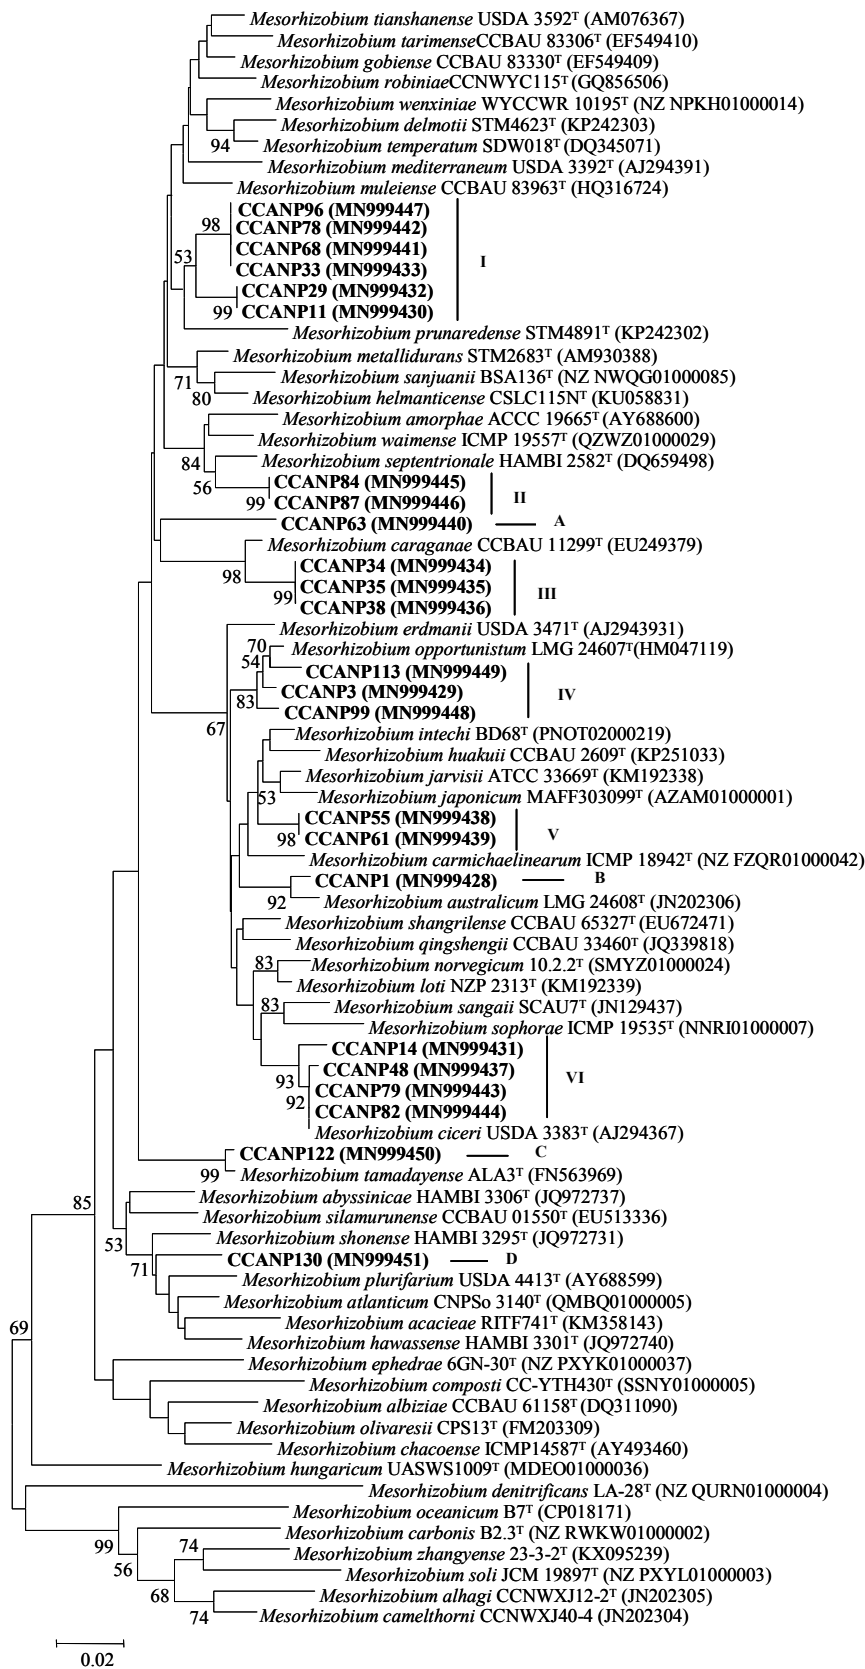 Mesorhizobium tianshanense USDA 3592ᵀ (AM076367)
Mesorhizobium tarimenseCCBAU 83306ᵀ (EF549410)
Mesorhizobium gobiense CCBAU 83330ᵀ (EF549409)
Mesorhizobium robiniaeCCNWYC115ᵀ (GQ856506)
Mesorhizobium wenxiniae WYCCWR 10195ᵀ (NZ NPKH01000014)
Mesorhizobium delmotii STM4623ᵀ (KP242303)
94 Mesorhizobium temperatum SDW018ᵀ (DQ345071)
Mesorhizobium mediterraneum USDA 3392ᵀ (AJ294391)
Mesorhizobium muleiense CCBAU 83963ᵀ (HQ316724)
CCANP96 (MN999447)
98 CCANP78 (MN999442)
CCANP68 (MN999441)
53 I
CCANP33 (MN999433)
CCANP29 (MN999432)
99 CCANP11 (MN999430)
Mesorhizobium prunaredense STM4891ᵀ (KP242302)
Mesorhizobium metallidurans STM2683ᵀ (AM930388)
71 Mesorhizobium sanjuanii BSA136ᵀ (NZ NWQG01000085)
80 Mesorhizobium helmanticense CSLC115Nᵀ (KU058831)
Mesorhizobium amorphae ACCC 19665ᵀ (AY688600)
Mesorhizobium waimense ICMP 19557ᵀ (QZWZ01000029)
84 Mesorhizobium septentrionale HAMBI 2582ᵀ (DQ659498)
56 CCANP84 (MN999445) II
99 CCANP87 (MN999446)
CCANP63 (MN999440) A
Mesorhizobium caraganae CCBAU 11299ᵀ (EU249379)
98 CCANP34 (MN999434)
CCANP35 (MN999435) III
99 CCANP38 (MN999436)
Mesorhizobium erdmanii USDA 3471ᵀ (AJ2943931)
70 Mesorhizobium opportunistum LMG 24607ᵀ(HM047119)
54 CCANP113 (MN999449)
CCANP3 (MN999429) IV
83 CCANP99 (MN999448)
67
Mesorhizobium intechi BD68ᵀ (PNOT02000219)
Mesorhizobium huakuii CCBAU 2609ᵀ (KP251033)
Mesorhizobium jarvisii ATCC 33669ᵀ (KM192338)
53 Mesorhizobium japonicum MAFF303099ᵀ (AZAM01000001)
CCANP55 (MN999438)
98 CCANP61 (MN999439) V
Mesorhizobium carmichaelinearum ICMP 18942ᵀ (NZ FZQR01000042)
CCANP1 (MN999428) B
92 Mesorhizobium australicum LMG 24608ᵀ (JN202306)
Mesorhizobium shangrilense CCBAU 65327ᵀ (EU672471)
Mesorhizobium qingshengii CCBAU 33460ᵀ (JQ339818)
83 Mesorhizobium norvegicum 10.2.2ᵀ (SMYZ01000024)
Mesorhizobium loti NZP 2313ᵀ (KM192339)
83 Mesorhizobium sangaii SCAU7ᵀ (JN129437)
Mesorhizobium sophorae ICMP 19535ᵀ (NNRI01000007)
CCANP14 (MN999431)
93 CCANP48 (MN999437) VI
CCANP79 (MN999443)
92 CCANP82 (MN999444)
Mesorhizobium ciceri USDA 3383ᵀ (AJ294367)
CCANP122 (MN999450) C
99 Mesorhizobium tamadayense ALA3ᵀ (FN563969)
85 Mesorhizobium abyssinicae HAMBI 3306ᵀ (JQ972737)
Mesorhizobium silamurunense CCBAU 01550ᵀ (EU513336)
53 Mesorhizobium shonense HAMBI 3295ᵀ (JQ972731)
71 CCANP130 (MN999451) D
Mesorhizobium plurifarium USDA 4413ᵀ (AY688599)
Mesorhizobium atlanticum CNPSo 3140ᵀ (QMBQ01000005)
69 Mesorhizobium acacieae RITF741ᵀ (KM358143)
Mesorhizobium hawassense HAMBI 3301ᵀ (JQ972740)
Mesorhizobium ephedrae 6GN-30ᵀ (NZ PXYK01000037)
Mesorhizobium composti CC-YTH430ᵀ (SSNY01000005)
Mesorhizobium albiziae CCBAU 61158ᵀ (DQ311090)
Mesorhizobium olivaresii CPS13ᵀ (FM203309)
Mesorhizobium chacoense ICMP14587ᵀ (AY493460)
Mesorhizobium hungaricum UASWS1009ᵀ (MDEO01000036)
Mesorhizobium denitrificans LA-28ᵀ (NZ QURN01000004)
Mesorhizobium oceanicum B7ᵀ (CP018171)
99 Mesorhizobium carbonis B2.3ᵀ (NZ RWKW01000002)
74 Mesorhizobium zhangyense 23-3-2ᵀ (KX095239)
56 Mesorhizobium soli JCM 19897ᵀ (NZ PXYL01000003)
68 Mesorhizobium alhagi CCNWXJ12-2ᵀ (JN202305)
74 Mesorhizobium camelthorni CCNWXJ40-4 (JN202304)
0.02